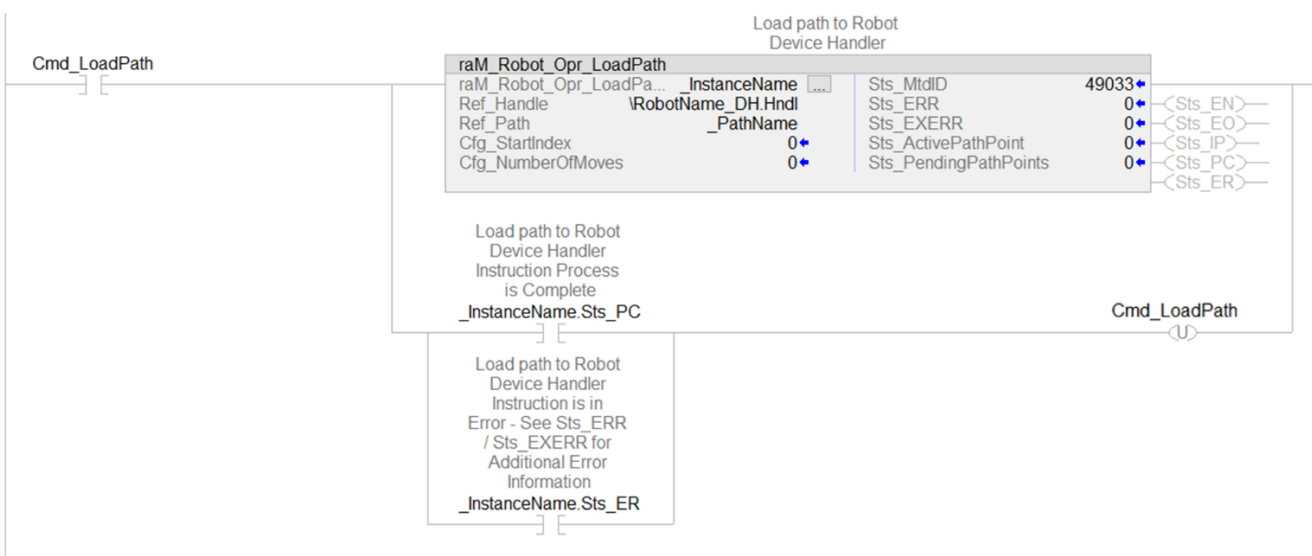 Load path to Robot
Device Handler
Cmd_LoadPath
raM_Robot_Opr_LoadPath
raM_Robot_Opr_LoadPa... _InstanceName ... Sts_MtdID 49033
Ref_Handle \RobotName_DH.Hndl Sts_ERR 0 (Sts_EN)
Ref_Path _PathName Sts_EXERR 0 (Sts_EO)
Cfg_StartIndex 0 Sts_ActivePathPoint 0 (Sts_IP)
Cfg_NumberOfMoves 0 Sts_PendingPathPoints 0 (Sts_PC)
(Sts_ER)
Load path to Robot
Device Handler
Instruction Process
is Complete
_InstanceName.Sts_PC
Cmd_LoadPath
U
Load path to Robot
Device Handler
Instruction is in
Error - See Sts_ERR
/ Sts_EXERR for
Additional Error
Information
_InstanceName.Sts_ER